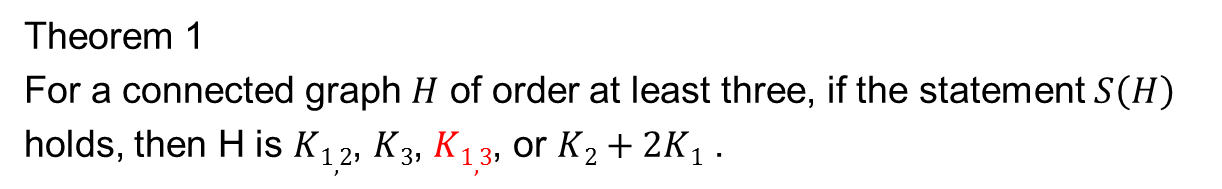 Theorem 1
For a connected graph H of order at least three, if the statement S(H)
holds, then H is K₁,₂, K₃, K₁,₃, or K₂ + 2K₁ .